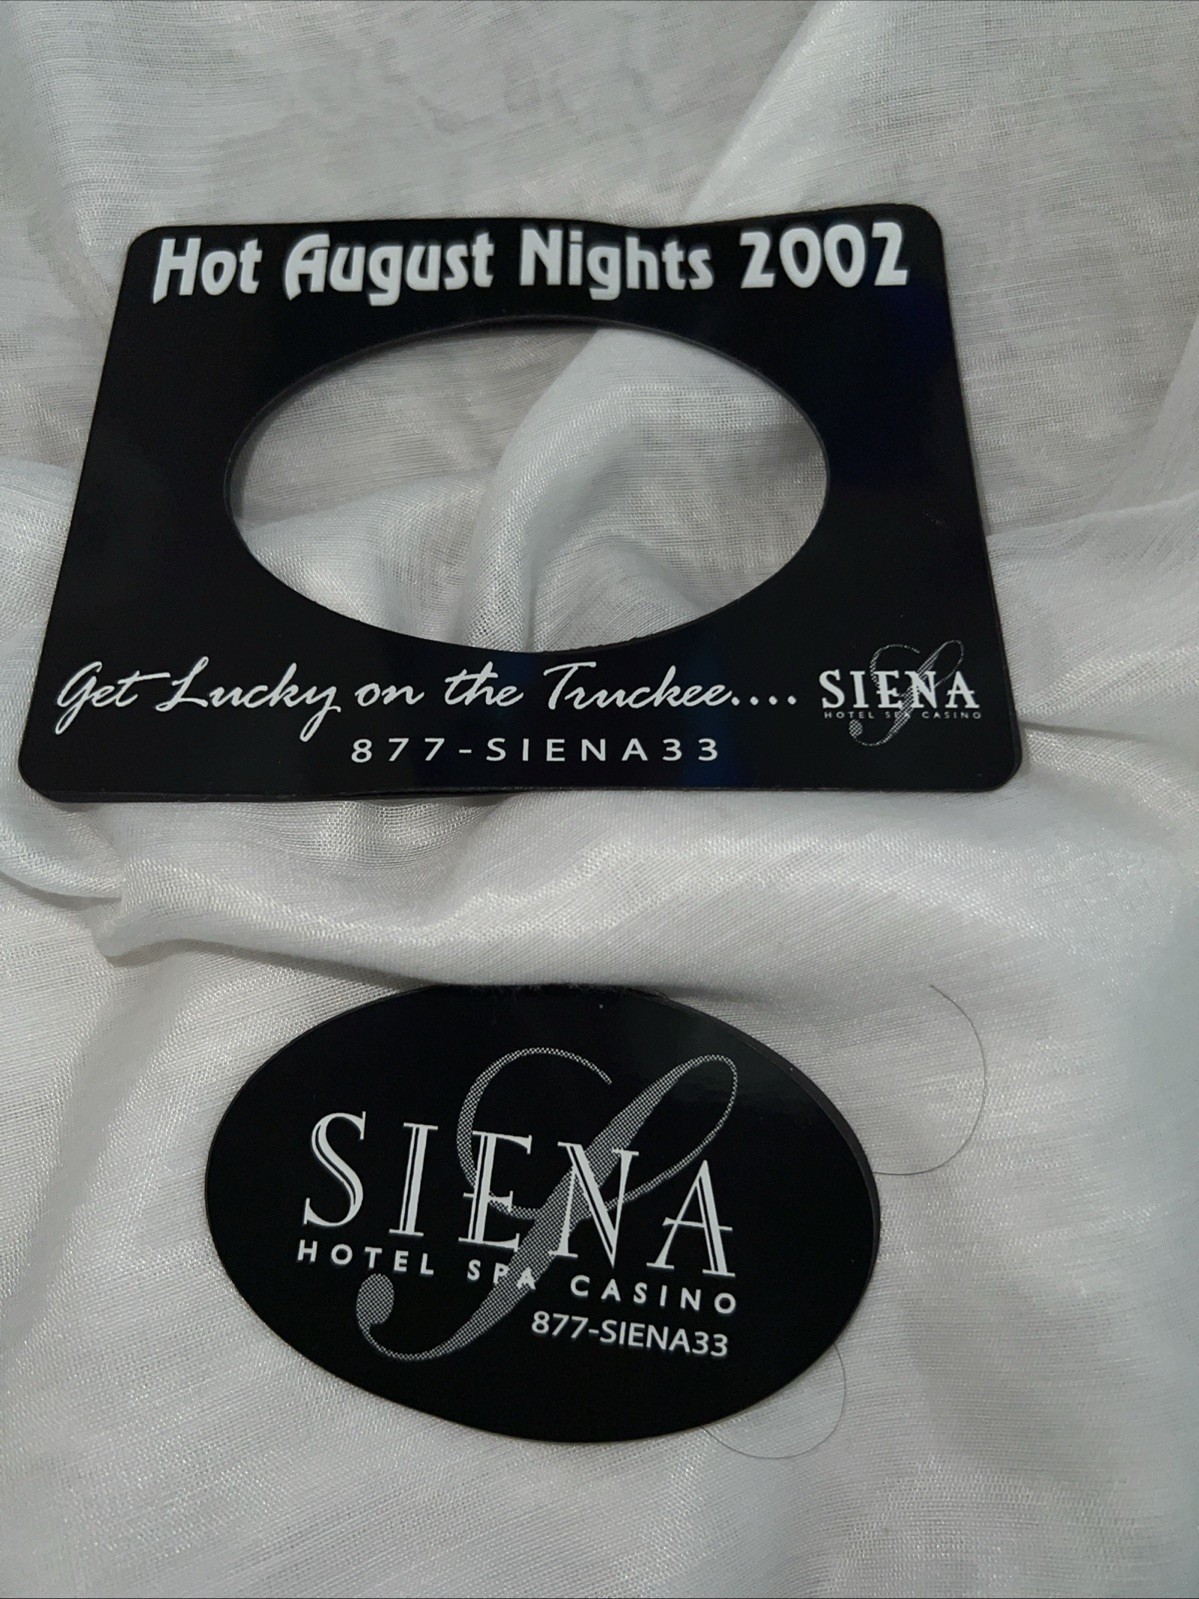 Hot August Nights 2002
Get Lucky on the Truckee....
SIENA
HOTEL SPA CASINO
877-SIENA33
SIENA
HOTEL SPA CASINO
877-SIENA33